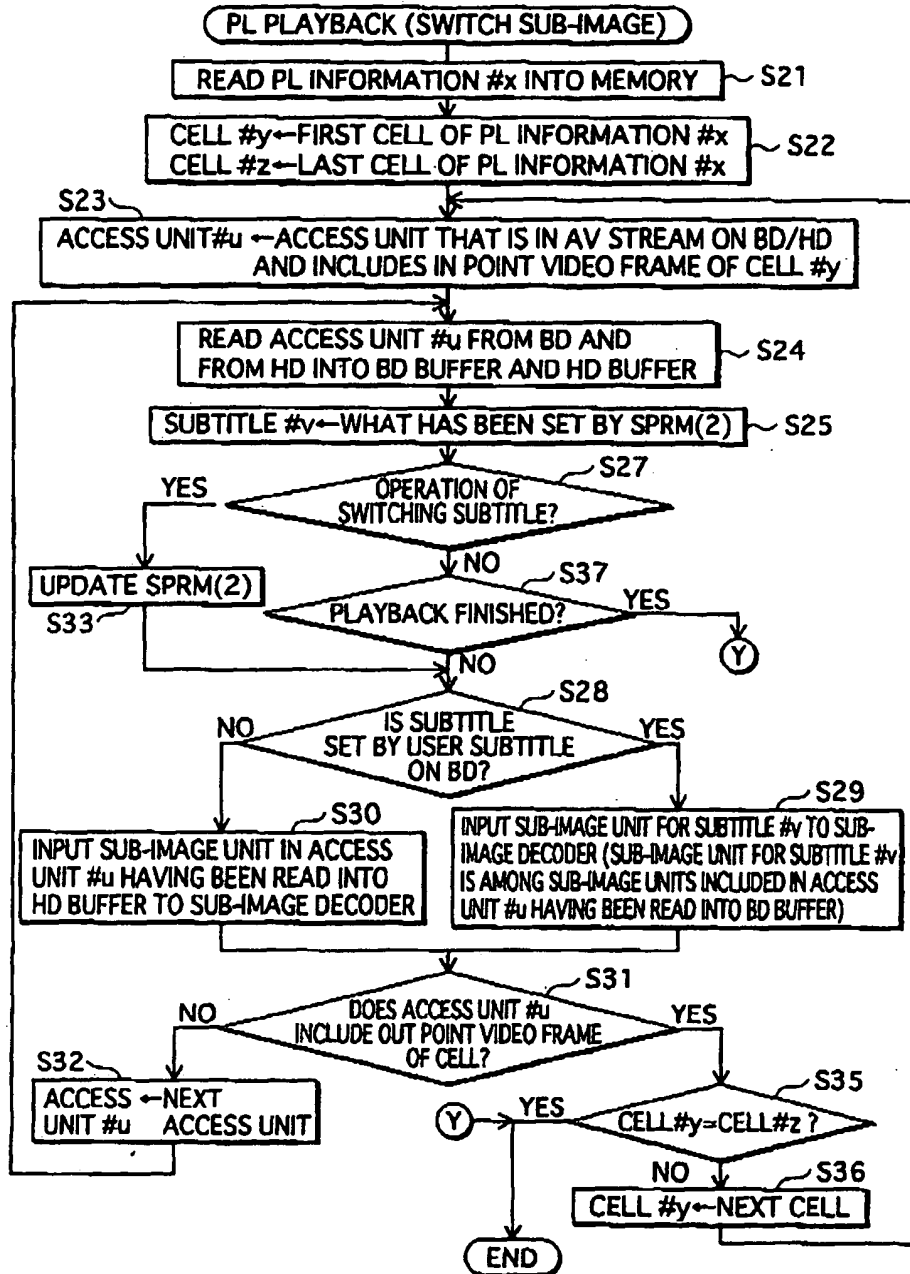 PL PLAYBACK (SWITCH SUB-IMAGE)
READ PL INFORMATION #x INTO MEMORY
S21
CELL #y←FIRST CELL OF PL INFORMATION #x
CELL #z←LAST CELL OF PL INFORMATION #x
S22
S23
ACCESS UNIT#u ←ACCESS UNIT THAT IS IN AV STREAM ON BD/HD
AND INCLUDES IN POINT VIDEO FRAME OF CELL #y
READ ACCESS UNIT #u FROM BD AND
FROM HD INTO BD BUFFER AND HD BUFFER
S24
SUBTITLE #v←WHAT HAS BEEN SET BY SPRM(2)
S25
S27
YES
OPERATION OF
SWITCHING SUBTITLE?
NO
S37
UPDATE SPRM(2)
S33
PLAYBACK FINISHED?
YES
Y
NO
S28
NO
IS SUBTITLE
SET BY USER SUBTITLE
ON BD?
YES
S30
INPUT SUB-IMAGE UNIT IN ACCESS
UNIT #u HAVING BEEN READ INTO
HD BUFFER TO SUB-IMAGE DECODER
S29
INPUT SUB-IMAGE UNIT FOR SUBTITLE #v TO SUB-
IMAGE DECODER (SUB-IMAGE UNIT FOR SUBTITLE #v
IS AMONG SUB-IMAGE UNITS INCLUDED IN ACCESS
UNIT #u HAVING BEEN READ INTO BD BUFFER)
S31
NO
DOES ACCESS UNIT #u
INCLUDE OUT POINT VIDEO FRAME
OF CELL?
YES
S32
ACCESS ←NEXT
UNIT #u ACCESS UNIT
S35
Y
YES
CELL#y=CELL#z ?
NO
S36
CELL #y←NEXT CELL
END